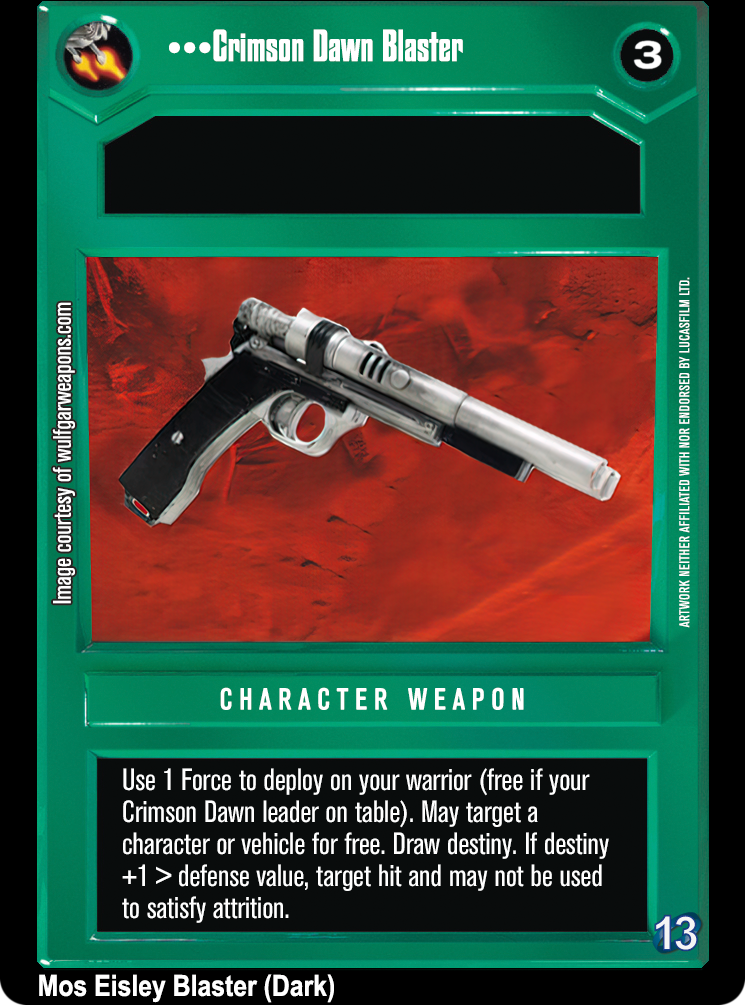 •••Crimson Dawn Blaster
3
Image courtesy of wulfgarweapons.com
ARTWORK NEITHER AFFILIATED WITH NOR ENDORSED BY LUCASFILM LTD.
CHARACTER WEAPON
Use 1 Force to deploy on your warrior (free if your
Crimson Dawn leader on table). May target a
character or vehicle for free. Draw destiny. If destiny
+1 > defense value, target hit and may not be used
to satisfy attrition.
13
Mos Eisley Blaster (Dark)